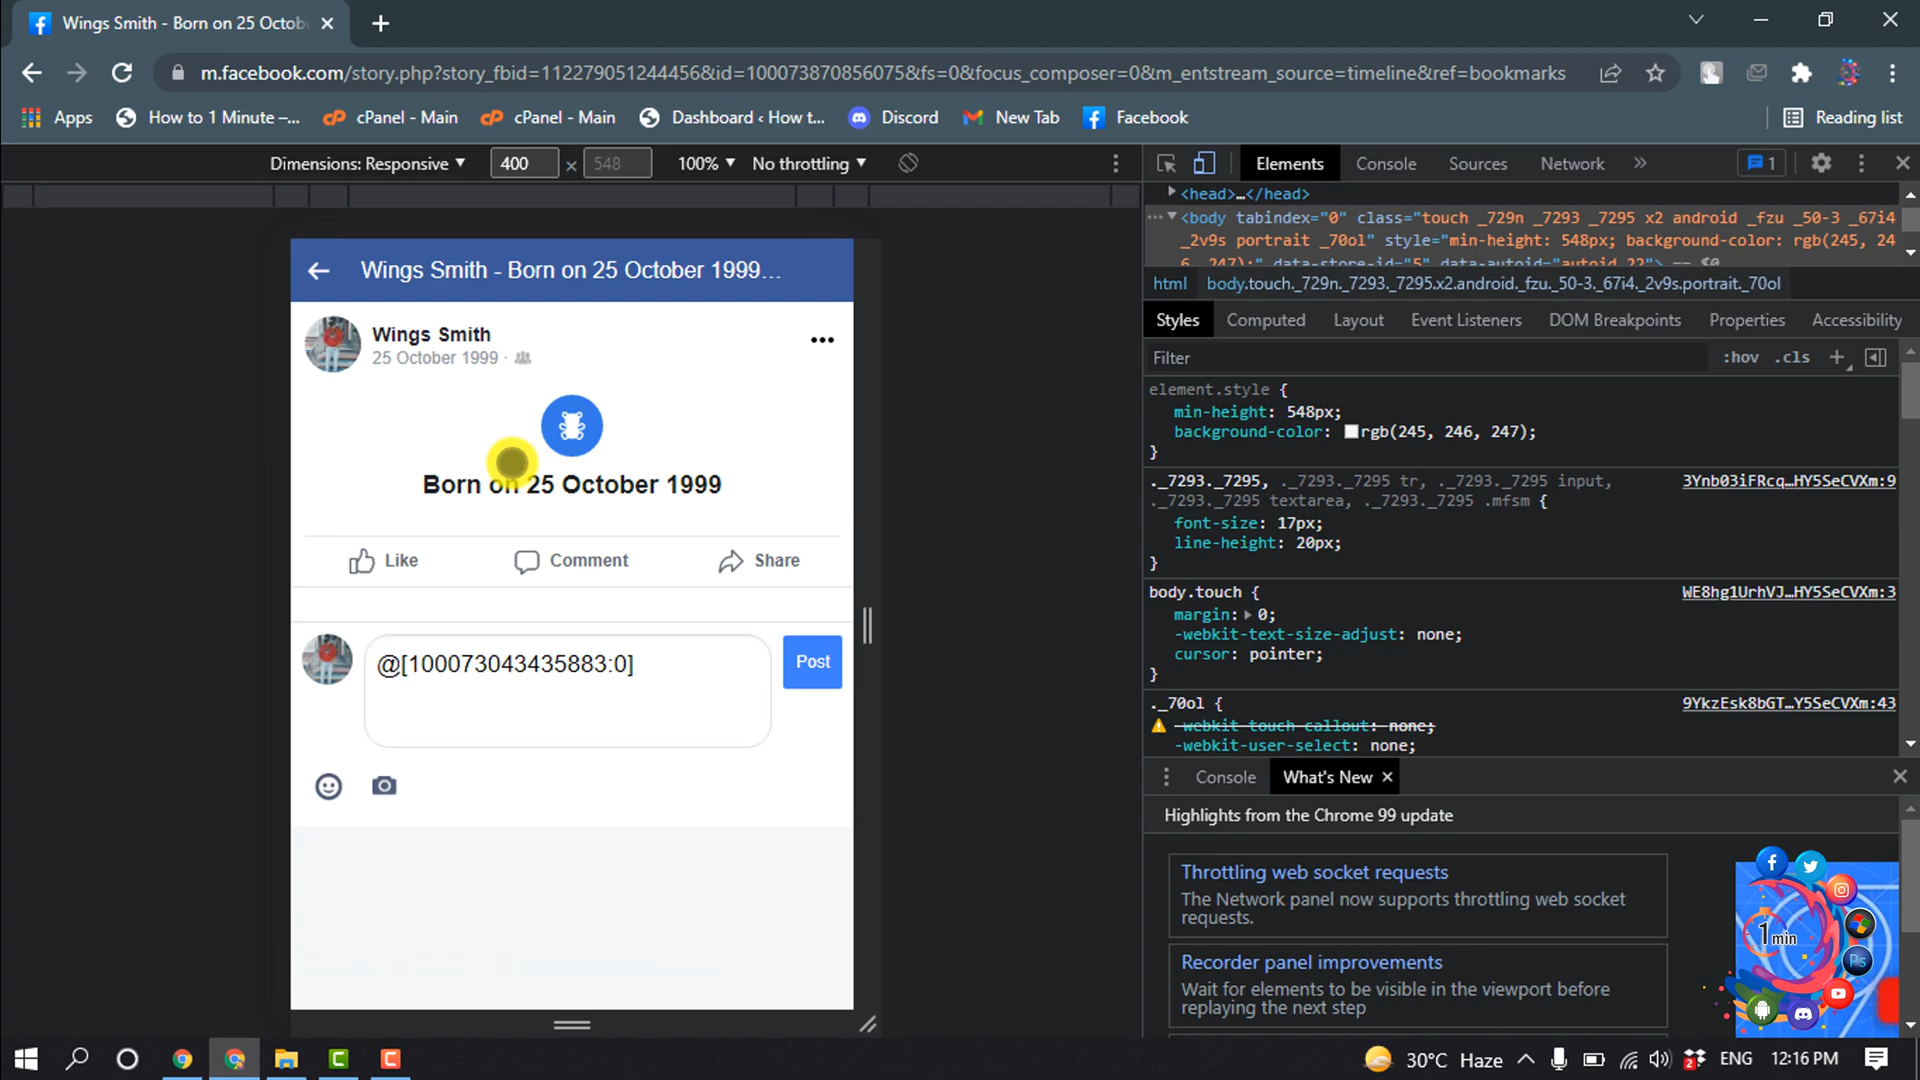 Wings Smith - Born on 25 Octob
m.facebook.com/story.php?story_fbid=112279051244456&id=100073870856075&fs=0&focus_composer=0&m_entstream_source=timeline&ref=bookmarks
Apps How to 1 Minute –... cPanel - Main cPanel - Main Dashboard ‹ How t... Discord New Tab Facebook Reading list
Dimensions: Responsive 400 × 548 100% No throttling
Elements Console Sources Network » 1
<head>…</head>
<body tabindex="0" class="touch _729n _7293 _7295 x2 android _fzu _50-3 _67i4
_2v9s portrait _70ol" style="min-height: 548px; background-color: rgb(245, 24
6, 247);" data-store-id="5" data-autoid="autoid_22"> == $0
html body.touch._729n._7293._7295.x2.android._fzu._50-3._67i4._2v9s.portrait._70ol
Styles Computed Layout Event Listeners DOM Breakpoints Properties Accessibility
Filter :hov .cls +
element.style {
min-height: 548px;
background-color: rgb(245, 246, 247);
}
._7293._7295, ._7293._7295 tr, ._7293._7295 input, 3Ynb03iFRcq…HY5SeCVXm:9
._7293._7295 textarea, ._7293._7295 .mfsm {
font-size: 17px;
line-height: 20px;
}
body.touch { WE8hg1UrhVJ…HY5SeCVXm:3
margin: 0;
-webkit-text-size-adjust: none;
cursor: pointer;
}
._70ol { 9YkzEsk8bGT…Y5SeCVXm:43
-webkit-touch-callout: none;
-webkit-user-select: none;
Console What's New ×
Highlights from the Chrome 99 update
Throttling web socket requests
The Network panel now supports throttling web socket
requests.
Recorder panel improvements
Wait for elements to be visible in the viewport before
replaying the next step
Wings Smith - Born on 25 October 1999...
Wings Smith
25 October 1999 ·
Born on 25 October 1999
Like Comment Share
@[100073043435883:0]
Post
1 min
Ps
30°C Haze ENG 12:16 PM